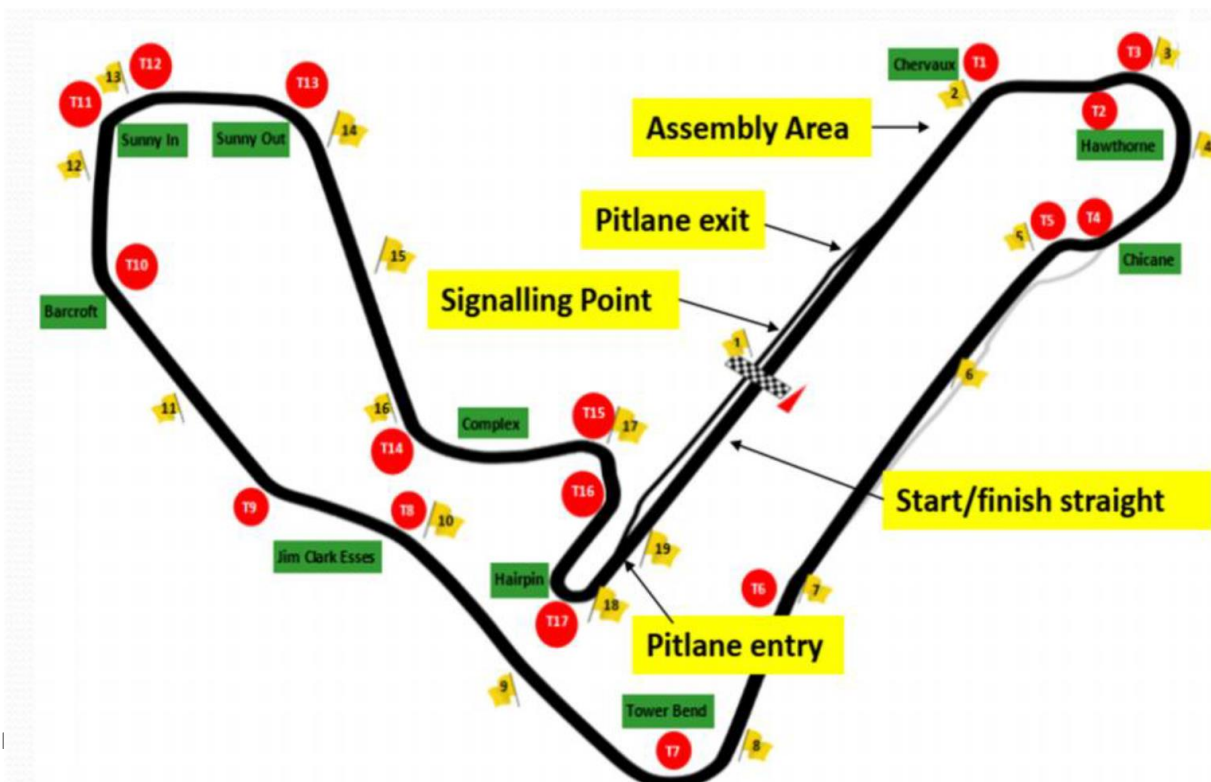 T12
13
T11
Sunny In
Sunny Out
T13
14
12
T10
Barcroft
15
11
16
Complex
T14
T15
17
T16
T9
T8
10
Jim Clark Esses
Hairpin
T17
18
19
9
Chervaux
T1
2
T3
3
T2
Hawthorne
4
Assembly Area
Pitlane exit
T5
T4
5
Chicane
Signalling Point
1
6
Start/finish straight
T6
7
Pitlane entry
Tower Bend
T7
8